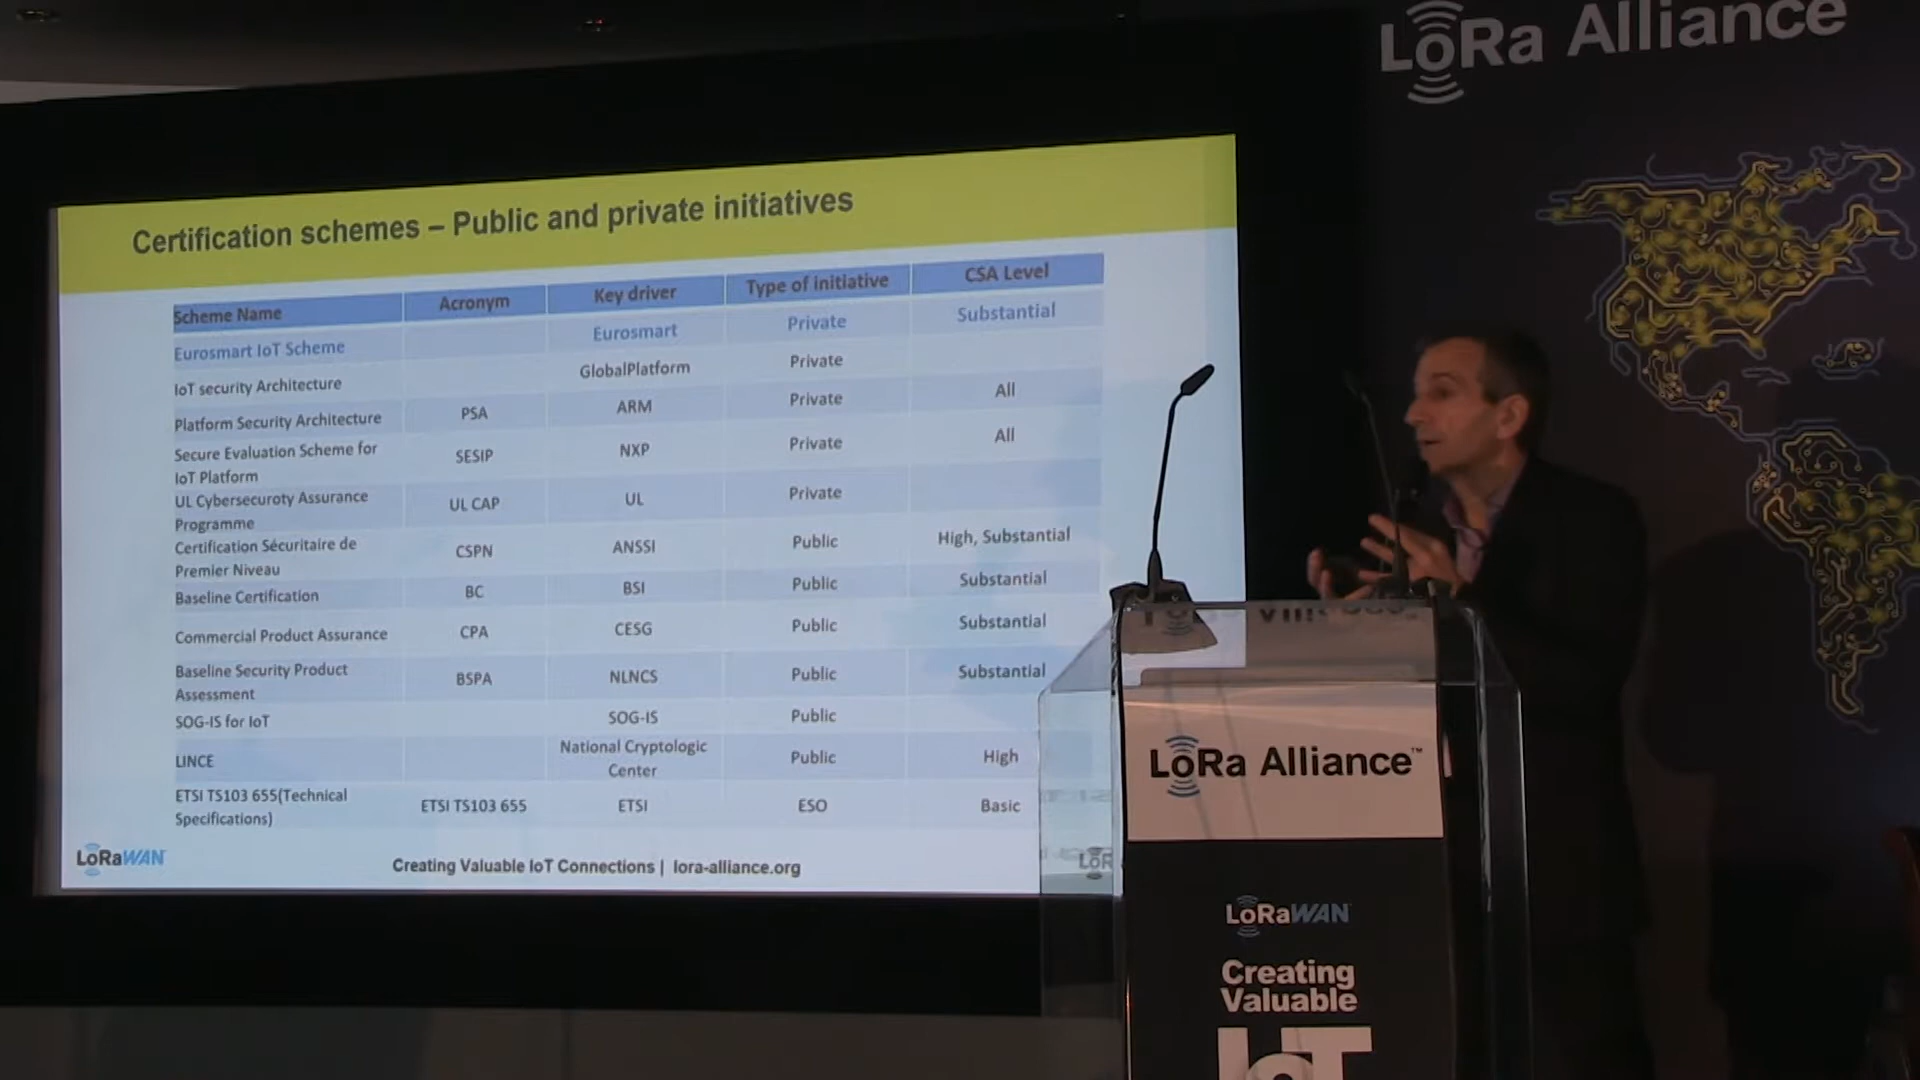 LoRa Alliance
Certification schemes – Public and private initiatives
Scheme Name Acronym Key driver Type of initiative CSA Level
Eurosmart IoT Scheme Eurosmart Private Substantial
IoT security Architecture GlobalPlatform Private
Platform Security Architecture PSA ARM Private All
Secure Evaluation Scheme for
IoT Platform SESIP NXP Private All
UL Cybersecuroty Assurance
Programme UL CAP UL Private
Certification Sécuritaire de
Premier Niveau CSPN ANSSI Public High, Substantial
Baseline Certification BC BSI Public Substantial
Commercial Product Assurance CPA CESG Public Substantial
Baseline Security Product
Assessment BSPA NLNCS Public Substantial
SOG-IS for IoT SOG-IS Public
LINCE National Cryptologic
Center Public High
ETSI TS103 655(Technical
Specifications) ETSI TS103 655 ETSI ESO Basic
LoRaWAN
Creating Valuable IoT Connections | lora-alliance.org
LoR
LoRa Alliance™
LoRaWAN
Creating
Valuable
IoT